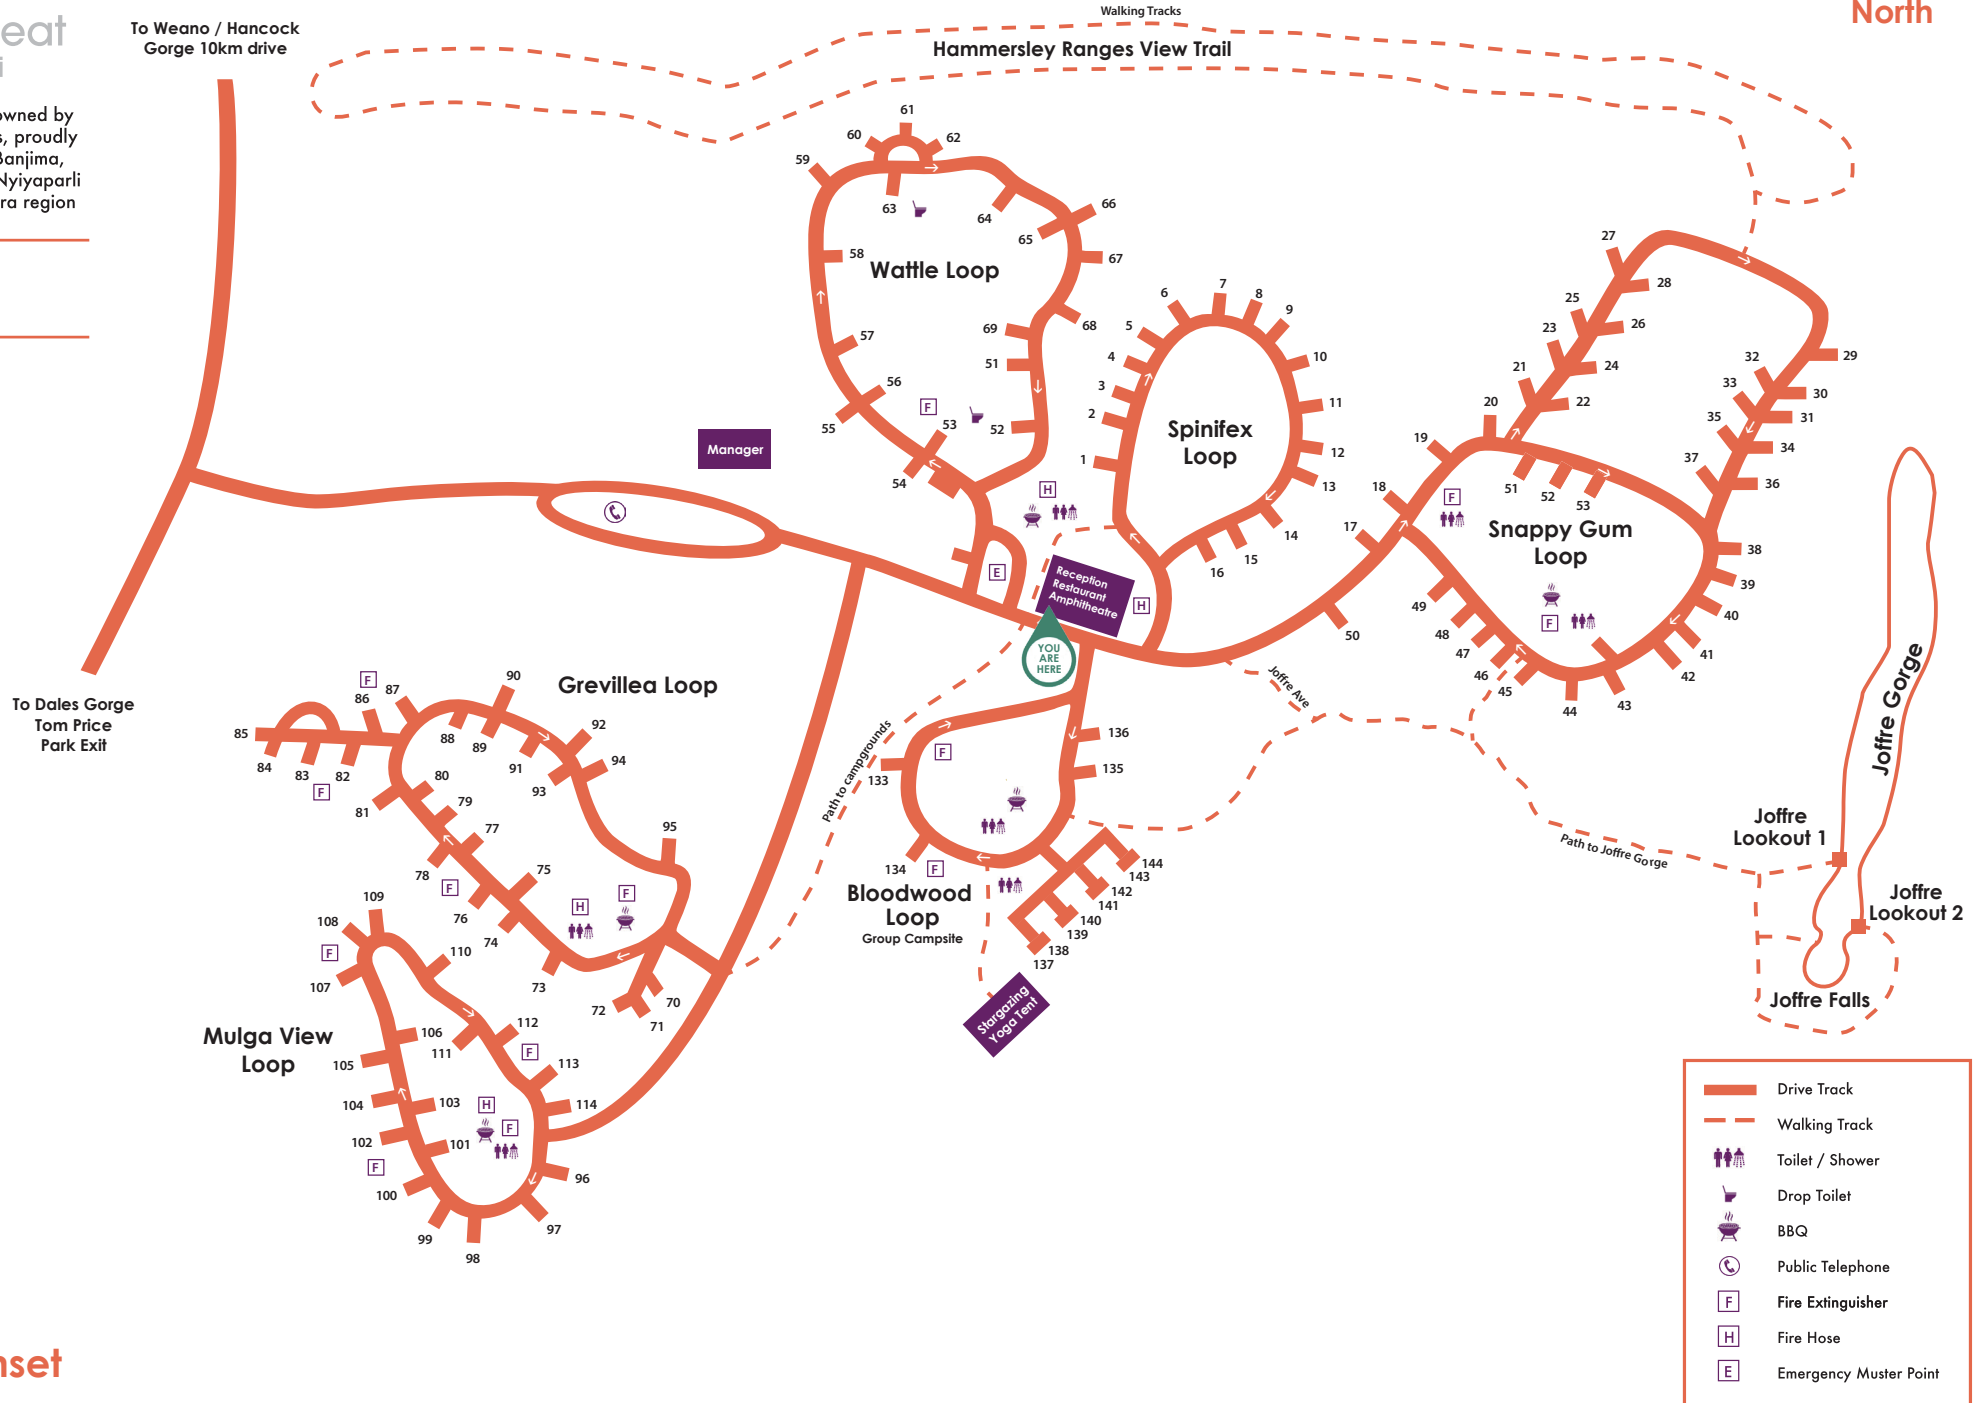 North
eat
i
To Weano / Hancock
Gorge 10km drive
owned by
s, proudly
Banjima,
Nyiyaparli
ra region
Walking Tracks
Hammersley Ranges View Trail
61
60
62
59
63
64
65
66
67
58
Wattle Loop
57
56
55
68
69
51
F
53
52
54
Manager
6
7
8
9
5
4
3
2
1
10
11
12
13
14
15
16
Spinifex
Loop
H
E
Reception
Restaurant
Amphitheatre
H
YOU
ARE
HERE
27
28
25
26
23
24
21
22
20
19
18
17
29
32
33
30
31
35
34
37
36
51
52
53
F
Snappy Gum
Loop
F
38
39
40
41
42
43
44
45
46
47
48
49
50
Joffre Ave
Joffre Gorge
To Dales Gorge
Tom Price
Park Exit
Grevillea Loop
F
90
87
86
85
84
83
82
F
88
89
91
92
93
94
81
80
79
77
78
F
76
75
74
95
F
H
73
72
70
71
Path to campgrounds
F
136
135
133
134
F
Bloodwood
Loop
Group Campsite
144
143
142
141
140
139
138
137
Stargazing
Yoga Tent
Path to Joffre Gorge
Joffre
Lookout 1
Joffre
Lookout 2
Joffre Falls
109
108
F
107
110
Mulga View
Loop
106
111
112
F
105
113
104
103
H
F
114
102
101
F
100
96
97
99
98
Drive Track
Walking Track
Toilet / Shower
Drop Toilet
BBQ
Public Telephone
F Fire Extinguisher
H Fire Hose
E Emergency Muster Point
nset